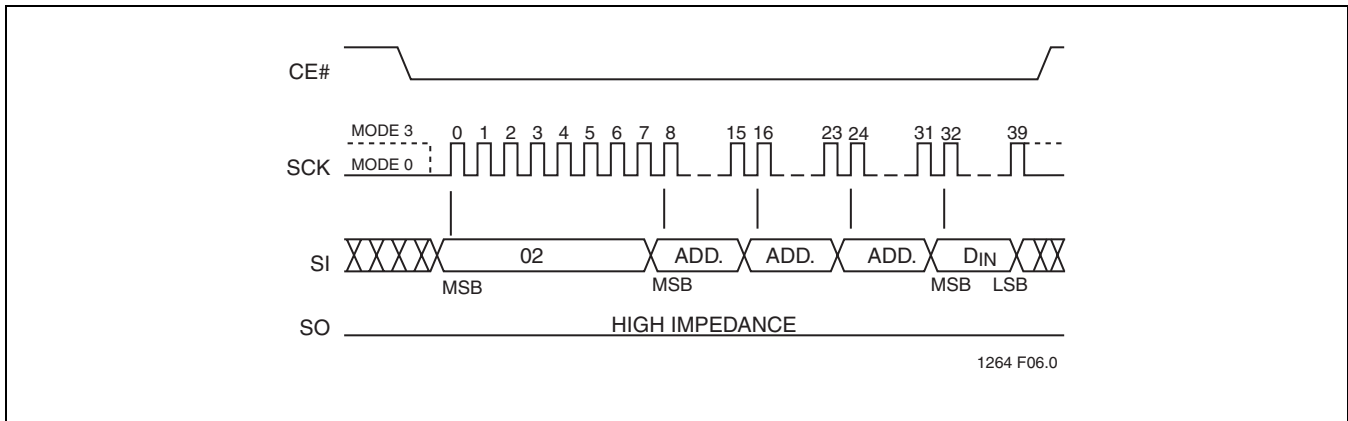 CE#
MODE 3
0 1 2 3 4 5 6 7 8 15 16 23 24 31 32 39
SCK MODE 0
SI 02 ADD. ADD. ADD. DIN
MSB MSB MSB LSB
SO HIGH IMPEDANCE
1264 F06.0